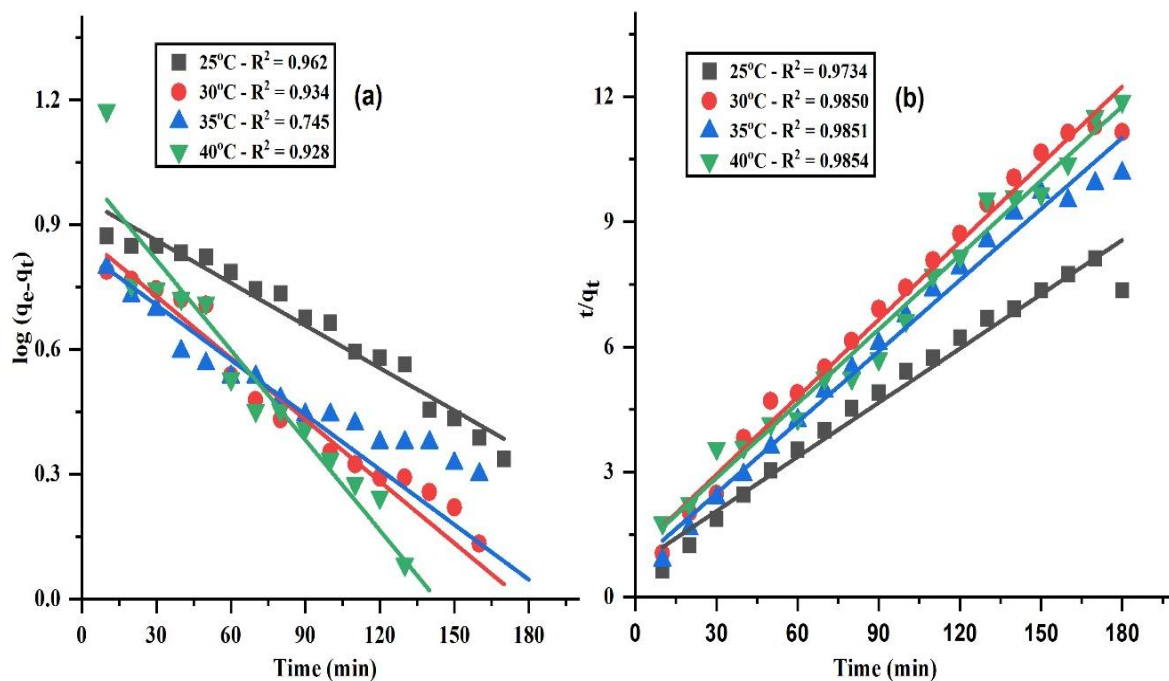 25°C - R² = 0.962
30°C - R² = 0.934
35°C - R² = 0.745
40°C - R² = 0.928
(a)
log (qe-qt)
1.2
0.9
0.6
0.3
0.0
0 30 60 90 120 150 180
Time (min)
25°C - R² = 0.9734
30°C - R² = 0.9850
35°C - R² = 0.9851
40°C - R² = 0.9854
(b)
t/qt
12
9
6
3
0
0 30 60 90 120 150 180
Time (min)